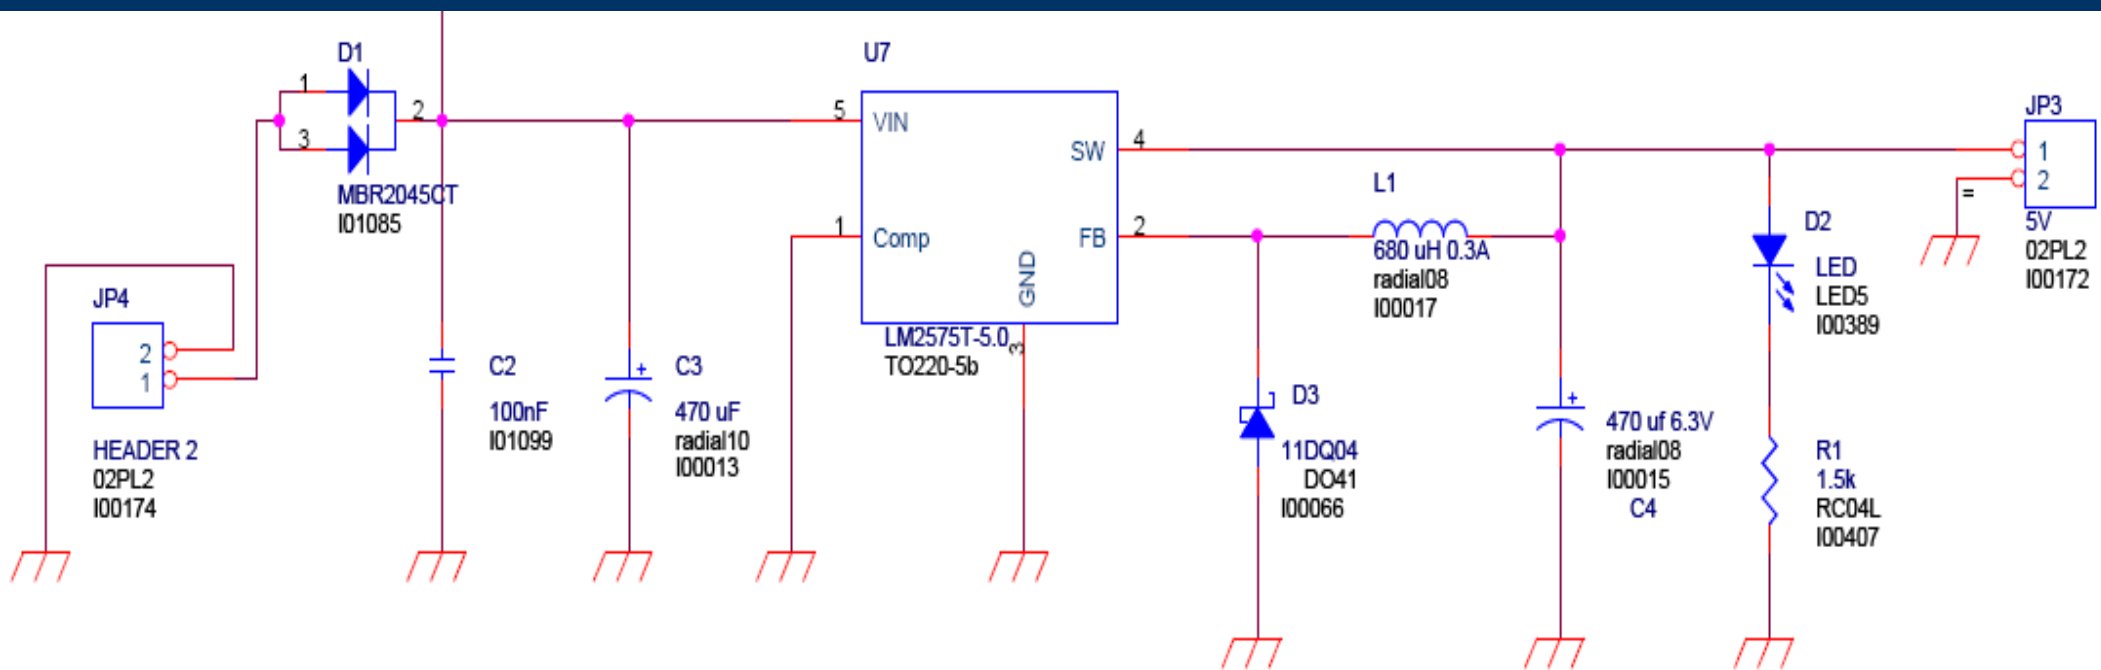 D1
1
3
2
MBR2045CT
I01085
JP4
2
1
HEADER 2
02PL2
I00174
C2
100nF
I01099
+
C3
470 uF
radial10
I00013
U7
5
VIN
SW
4
1
Comp
FB
2
GND
3
LM2575T-5.0
TO220-5b
L1
680 uH 0.3A
radial08
I00017
D3
11DQ04
DO41
I00066
+
470 uf 6.3V
radial08
I00015
C4
D2
LED
LED5
I00389
R1
1.5k
RC04L
I00407
JP3
1
2
=
5V
02PL2
I00172